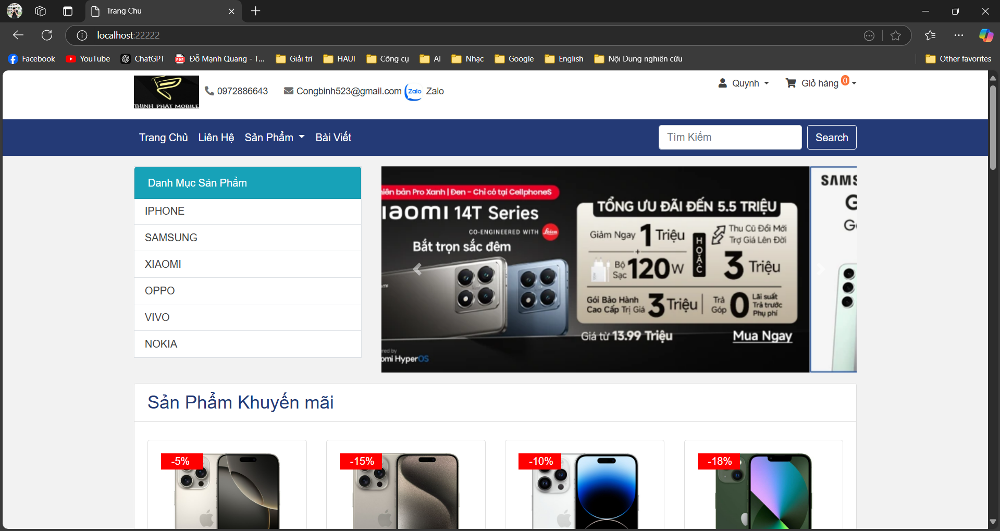 Trang Chu
localhost:22222
Facebook YouTube ChatGPT Đỗ Mạnh Quang - T... Giải trí HAUI Công cụ AI Nhạc Google English Nội Dung nghiên cứu Other favorites
THỊNH PHÁT MOBILE
0972886643 Congbinh523@gmail.com Zalo Zalo
Quynh Giỏ hàng 0
Trang Chủ Liên Hệ Sản Phẩm Bài Viết
Tìm Kiếm Search
Danh Mục Sản Phẩm
IPHONE
SAMSUNG
XIAOMI
OPPO
VIVO
NOKIA
iên bản Pro Xanh | Đen - Chỉ có tại CellphoneS
iaomi 14T Series
CO-ENGINEERED WITH Leica
Bắt trọn sắc đêm
TỔNG ƯU ĐÃI ĐẾN 5.5 TRIỆU
Giảm Ngay 1 Triệu
+
Bộ Sạc 120W
HOẶC
Thu Cũ Đổi Mới
Trợ Giá Lên Đời
3 Triệu
Gói Bảo Hành
Cao Cấp Trị Giá 3 Triệu
Trả Góp 0
Lãi suất
Trả trước
Phụ phí
Giá từ 13.99 Triệu
Mua Ngay
mi
red by
omi HyperOS
SAMS
G
G
Sản Phẩm Khuyến mãi
-5%
-15%
-10%
-18%